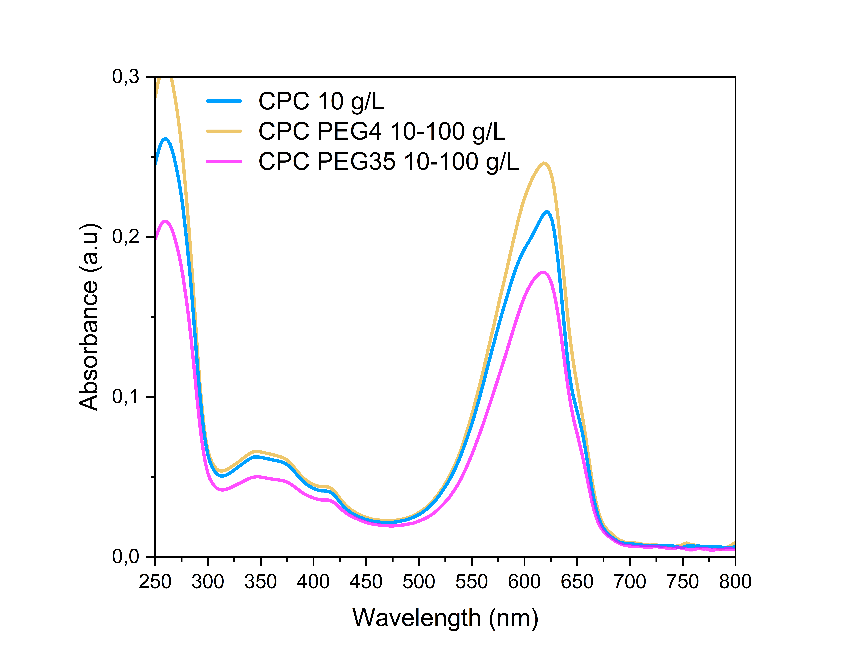 0,3
0,2
0,1
0,0
Absorbance (a.u)
CPC 10 g/L
CPC PEG4 10-100 g/L
CPC PEG35 10-100 g/L
250 300 350 400 450 500 550 600 650 700 750 800
Wavelength (nm)